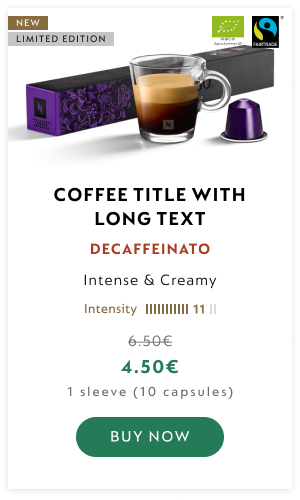 NEW
LIMITED EDITION
FAIRTRADE
COFFEE TITLE WITH
LONG TEXT
DECAFFEINATO
Intense & Creamy
Intensity 11
6.50€
4.50€
1 sleeve (10 capsules)
BUY NOW